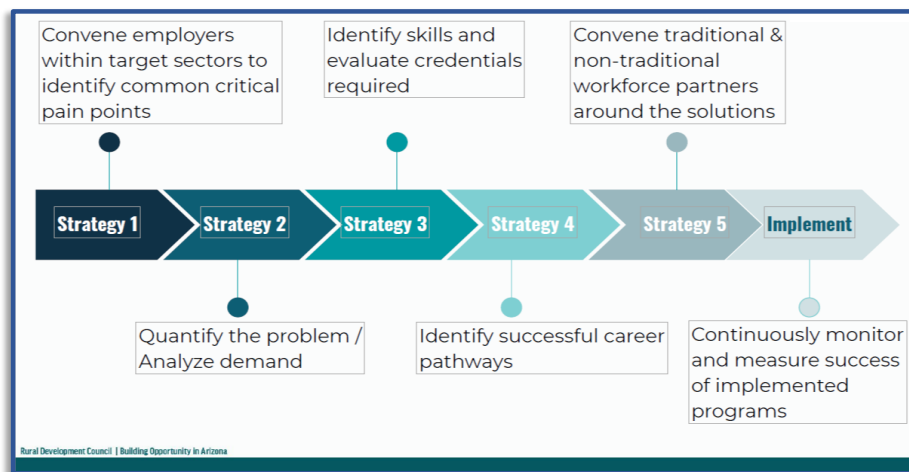 Convene employers
within target sectors to
identify common critical
pain points
Identify skills and
evaluate credentials
required
Convene traditional &
non-traditional
workforce partners
around the solutions
Strategy 1
Strategy 2
Strategy 3
Strategy 4
Strategy 5
Implement
Quantify the problem /
Analyze demand
Identify successful career
pathways
Continuously monitor
and measure success
of implemented
programs
Rural Development Council | Building Opportunity in Arizona